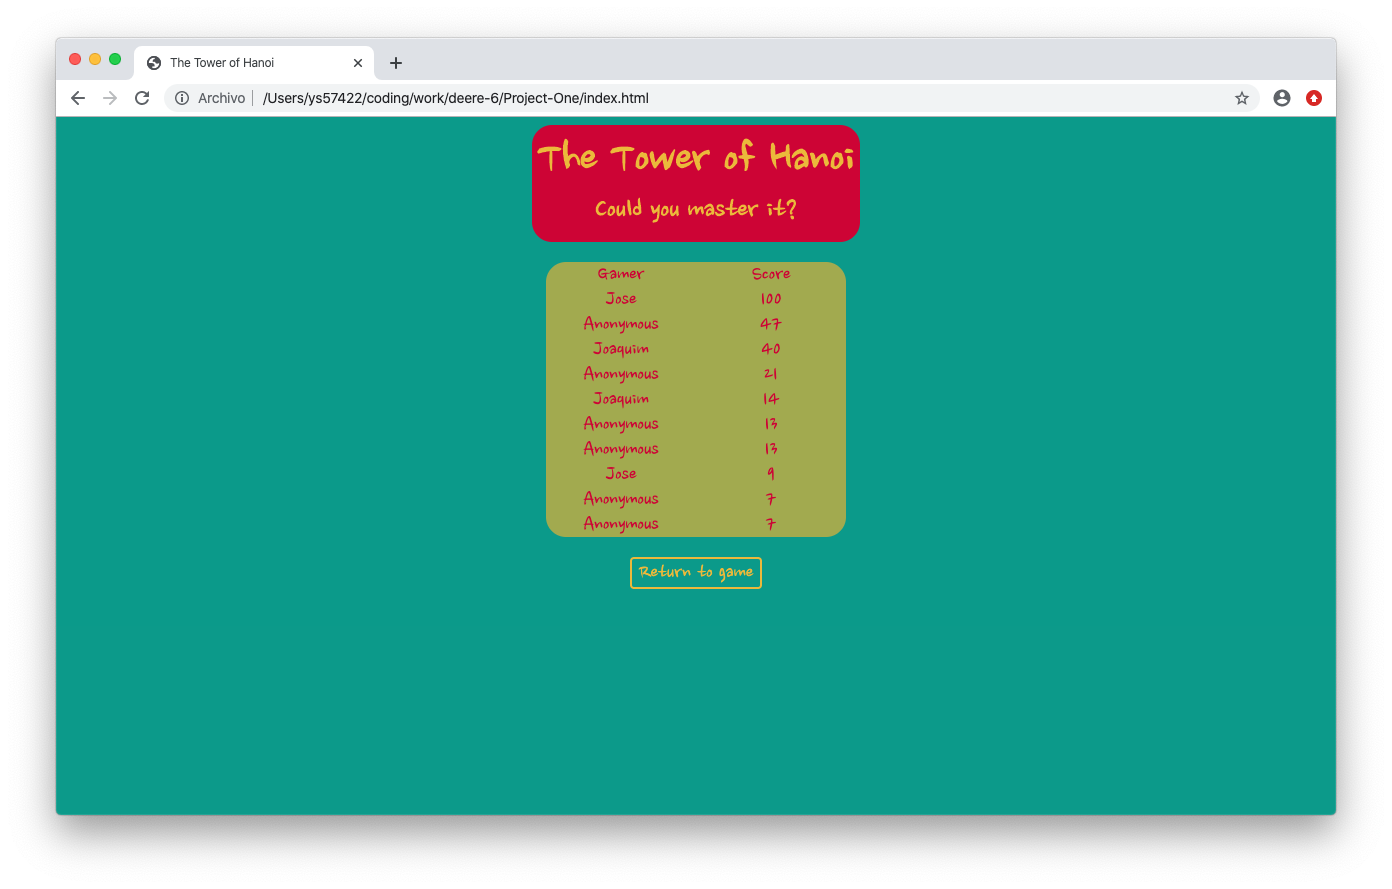 The Tower of Hanoi
Archivo /Users/ys57422/coding/work/deere-6/Project-One/index.html
The Tower of Hanoi
Could you master it?
Gamer Score
Jose 100
Anonymous 47
Joaquim 40
Anonymous 21
Joaquim 14
Anonymous 13
Anonymous 13
Jose 9
Anonymous 7
Anonymous 7
Return to game